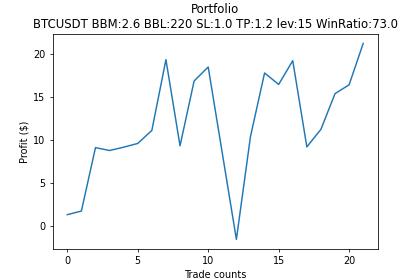 Portfolio
BTCUSDT BBM:2.6 BBL:220 SL:1.0 TP:1.2 lev:15 WinRatio:73.0
20
15
10
5
0
Profit ($)
0 5 10 15 20
Trade counts